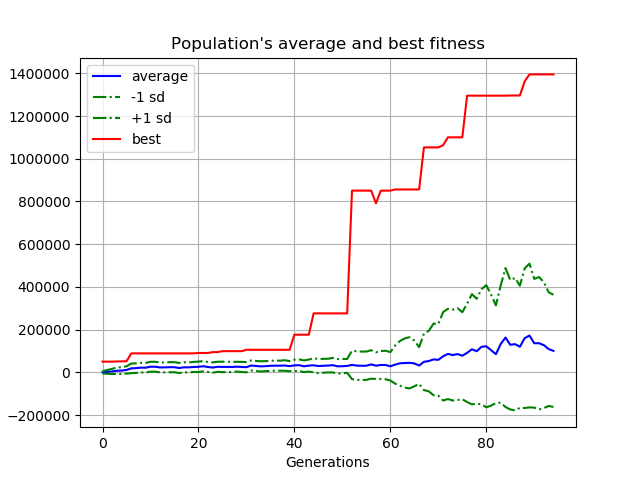 Population's average and best fitness
average
-1 sd
+1 sd
best
1400000
1200000
1000000
800000
600000
400000
200000
0
−200000
0 20 40 60 80
Generations